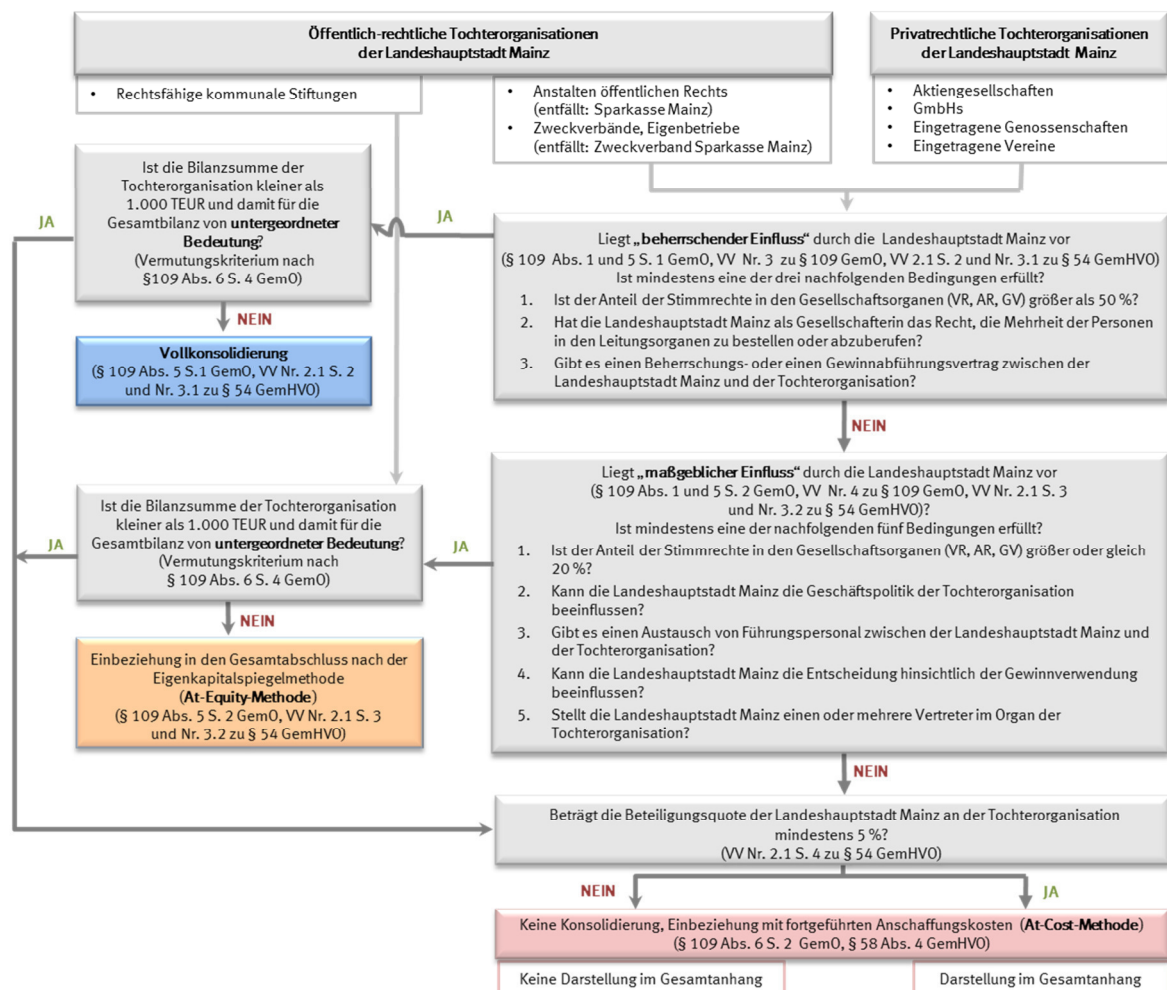 Öffentlich-rechtliche Tochterorganisationen
der Landeshauptstadt Mainz
Privatrechtliche Tochterorganisationen
der Landeshauptstadt Mainz
• Rechtsfähige kommunale Stiftungen
• Anstalten öffentlichen Rechts
(entfällt: Sparkasse Mainz)
• Zweckverbände, Eigenbetriebe
(entfällt: Zweckverband Sparkasse Mainz)
• Aktiengesellschaften
• GmbHs
• Eingetragene Genossenschaften
• Eingetragene Vereine
Ist die Bilanzsumme der
Tochterorganisation kleiner als
1.000 TEUR und damit für die
Gesamtbilanz von untergeordneter
Bedeutung?
(Vermutungskriterium nach
§109 Abs. 6 S. 4 GemO)
JA
JA
NEIN
Liegt „beherrschender Einfluss“ durch die Landeshauptstadt Mainz vor
(§ 109 Abs. 1 und 5 S. 1 GemO, VV Nr. 3 zu § 109 GemO, VV 2.1 S. 2 und Nr. 3.1 zu § 54 GemHVO)
Ist mindestens eine der drei nachfolgenden Bedingungen erfüllt?
1. Ist der Anteil der Stimmrechte in den Gesellschaftsorganen (VR, AR, GV) größer als 50 %?
2. Hat die Landeshauptstadt Mainz als Gesellschafterin das Recht, die Mehrheit der Personen
in den Leitungsorganen zu bestellen oder abzuberufen?
3. Gibt es einen Beherrschungs- oder einen Gewinnabführungsvertrag zwischen der
Landeshauptstadt Mainz und der Tochterorganisation?
Vollkonsolidierung
(§ 109 Abs. 5 S.1 GemO, VV Nr. 2.1 S. 2
und Nr. 3.1 zu § 54 GemHVO)
NEIN
Liegt „maßgeblicher Einfluss“ durch die Landeshauptstadt Mainz vor
(§ 109 Abs. 1 und 5 S. 2 GemO, VV Nr. 4 zu § 109 GemO, VV Nr. 2.1 S. 3
und Nr. 3.2 zu § 54 GemHVO)?
Ist mindestens eine der nachfolgenden fünf Bedingungen erfüllt?
1. Ist der Anteil der Stimmrechte in den Gesellschaftsorganen (VR, AR, GV) größer oder gleich
20 %?
2. Kann die Landeshauptstadt Mainz die Geschäftspolitik der Tochterorganisation
beeinflussen?
3. Gibt es einen Austausch von Führungspersonal zwischen der Landeshauptstadt Mainz und
der Tochterorganisation?
4. Kann die Landeshauptstadt Mainz die Entscheidung hinsichtlich der Gewinnverwendung
beeinflussen?
5. Stellt die Landeshauptstadt Mainz einen oder mehrere Vertreter im Organ der
Tochterorganisation?
Ist die Bilanzsumme der Tochterorganisation
kleiner als 1.000 TEUR und damit für die
Gesamtbilanz von untergeordneter Bedeutung?
(Vermutungskriterium nach
§ 109 Abs. 6 S. 4 GemO)
JA
JA
NEIN
Einbeziehung in den Gesamtabschluss nach der
Eigenkapitalspiegelmethode
(At-Equity-Methode)
(§ 109 Abs. 5 S. 2 GemO, VV Nr. 2.1 S. 3
und Nr. 3.2 zu § 54 GemHVO)
NEIN
Beträgt die Beteiligungsquote der Landeshauptstadt Mainz an der Tochterorganisation
mindestens 5 %?
(VV Nr. 2.1 S. 4 zu § 54 GemHVO)
NEIN
JA
Keine Konsolidierung, Einbeziehung mit fortgeführten Anschaffungskosten (At-Cost-Methode)
(§ 109 Abs. 6 S. 2 GemO, § 58 Abs. 4 GemHVO)
Keine Darstellung im Gesamtanhang
Darstellung im Gesamtanhang